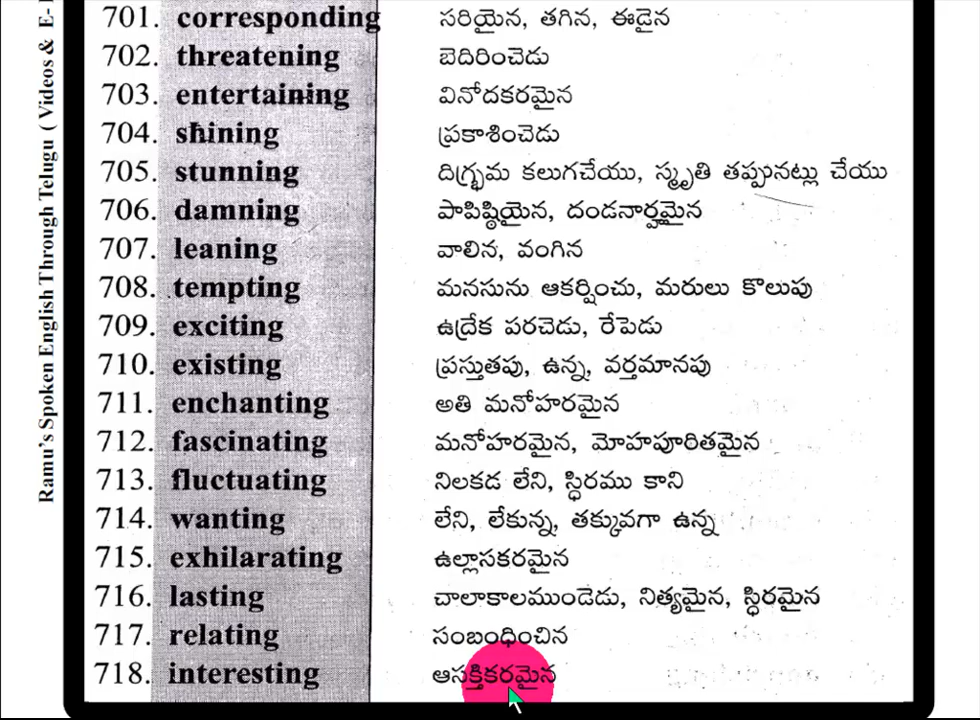 Ramu's Spoken English Through Telugu ( Videos & E-
701. corresponding సరియైన, తగిన, ఈడైన
702. threatening బెదిరించెడు
703. entertaining వినోదకరమైన
704. shining ప్రకాశించెడు
705. stunning దిగ్భ్రమ కలుగచేయు, స్మృతి తప్పునట్లు చేయు
706. damning పాపిష్ఠియైన, దండనార్హమైన
707. leaning వాలిన, వంగిన
708. tempting మనసును ఆకర్షించు, మరులు కొలుపు
709. exciting ఉద్రేక పరచెడు, రేపెడు
710. existing ప్రస్తుతపు, ఉన్న, వర్తమానపు
711. enchanting అతి మనోహరమైన
712. fascinating మనోహరమైన, మోహపూరితమైన
713. fluctuating నిలకడ లేని, స్థిరము కాని
714. wanting లేని, లేకున్న, తక్కువగా ఉన్న
715. exhilarating ఉల్లాసకరమైన
716. lasting చాలాకాలముండెడు, నిత్యమైన, స్థిరమైన
717. relating సంబంధించిన
718. interesting ఆసక్తికరమైన